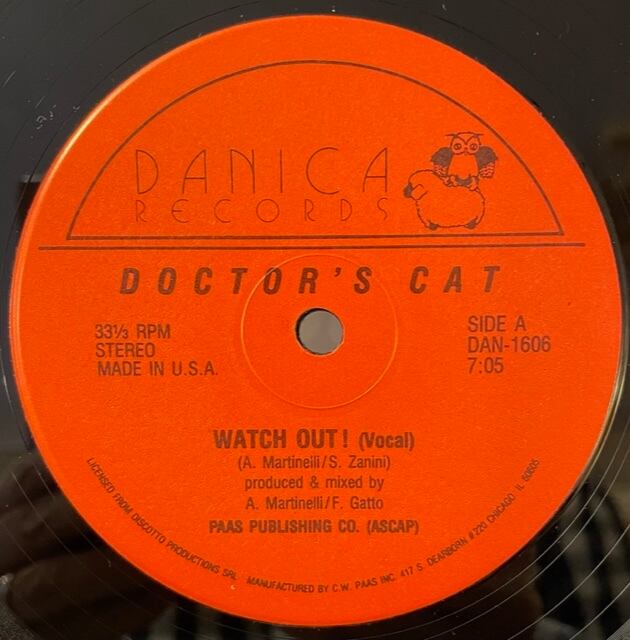 DANICA
RECORDS
DOCTOR'S CAT
33⅓ RPM
STEREO
MADE IN U.S.A.
SIDE A
DAN-1606
7:05
WATCH OUT! (Vocal)
(A. Martinelli/S. Zanini)
produced & mixed by
A. Martinelli/F. Gatto
PAAS PUBLISHING CO. (ASCAP)
LICENSED FROM DISCOTTO PRODUCTIONS SRL MANUFACTURED BY C.W. PAAS INC. 417 S. DEARBORN #220 CHICAGO IL 60605